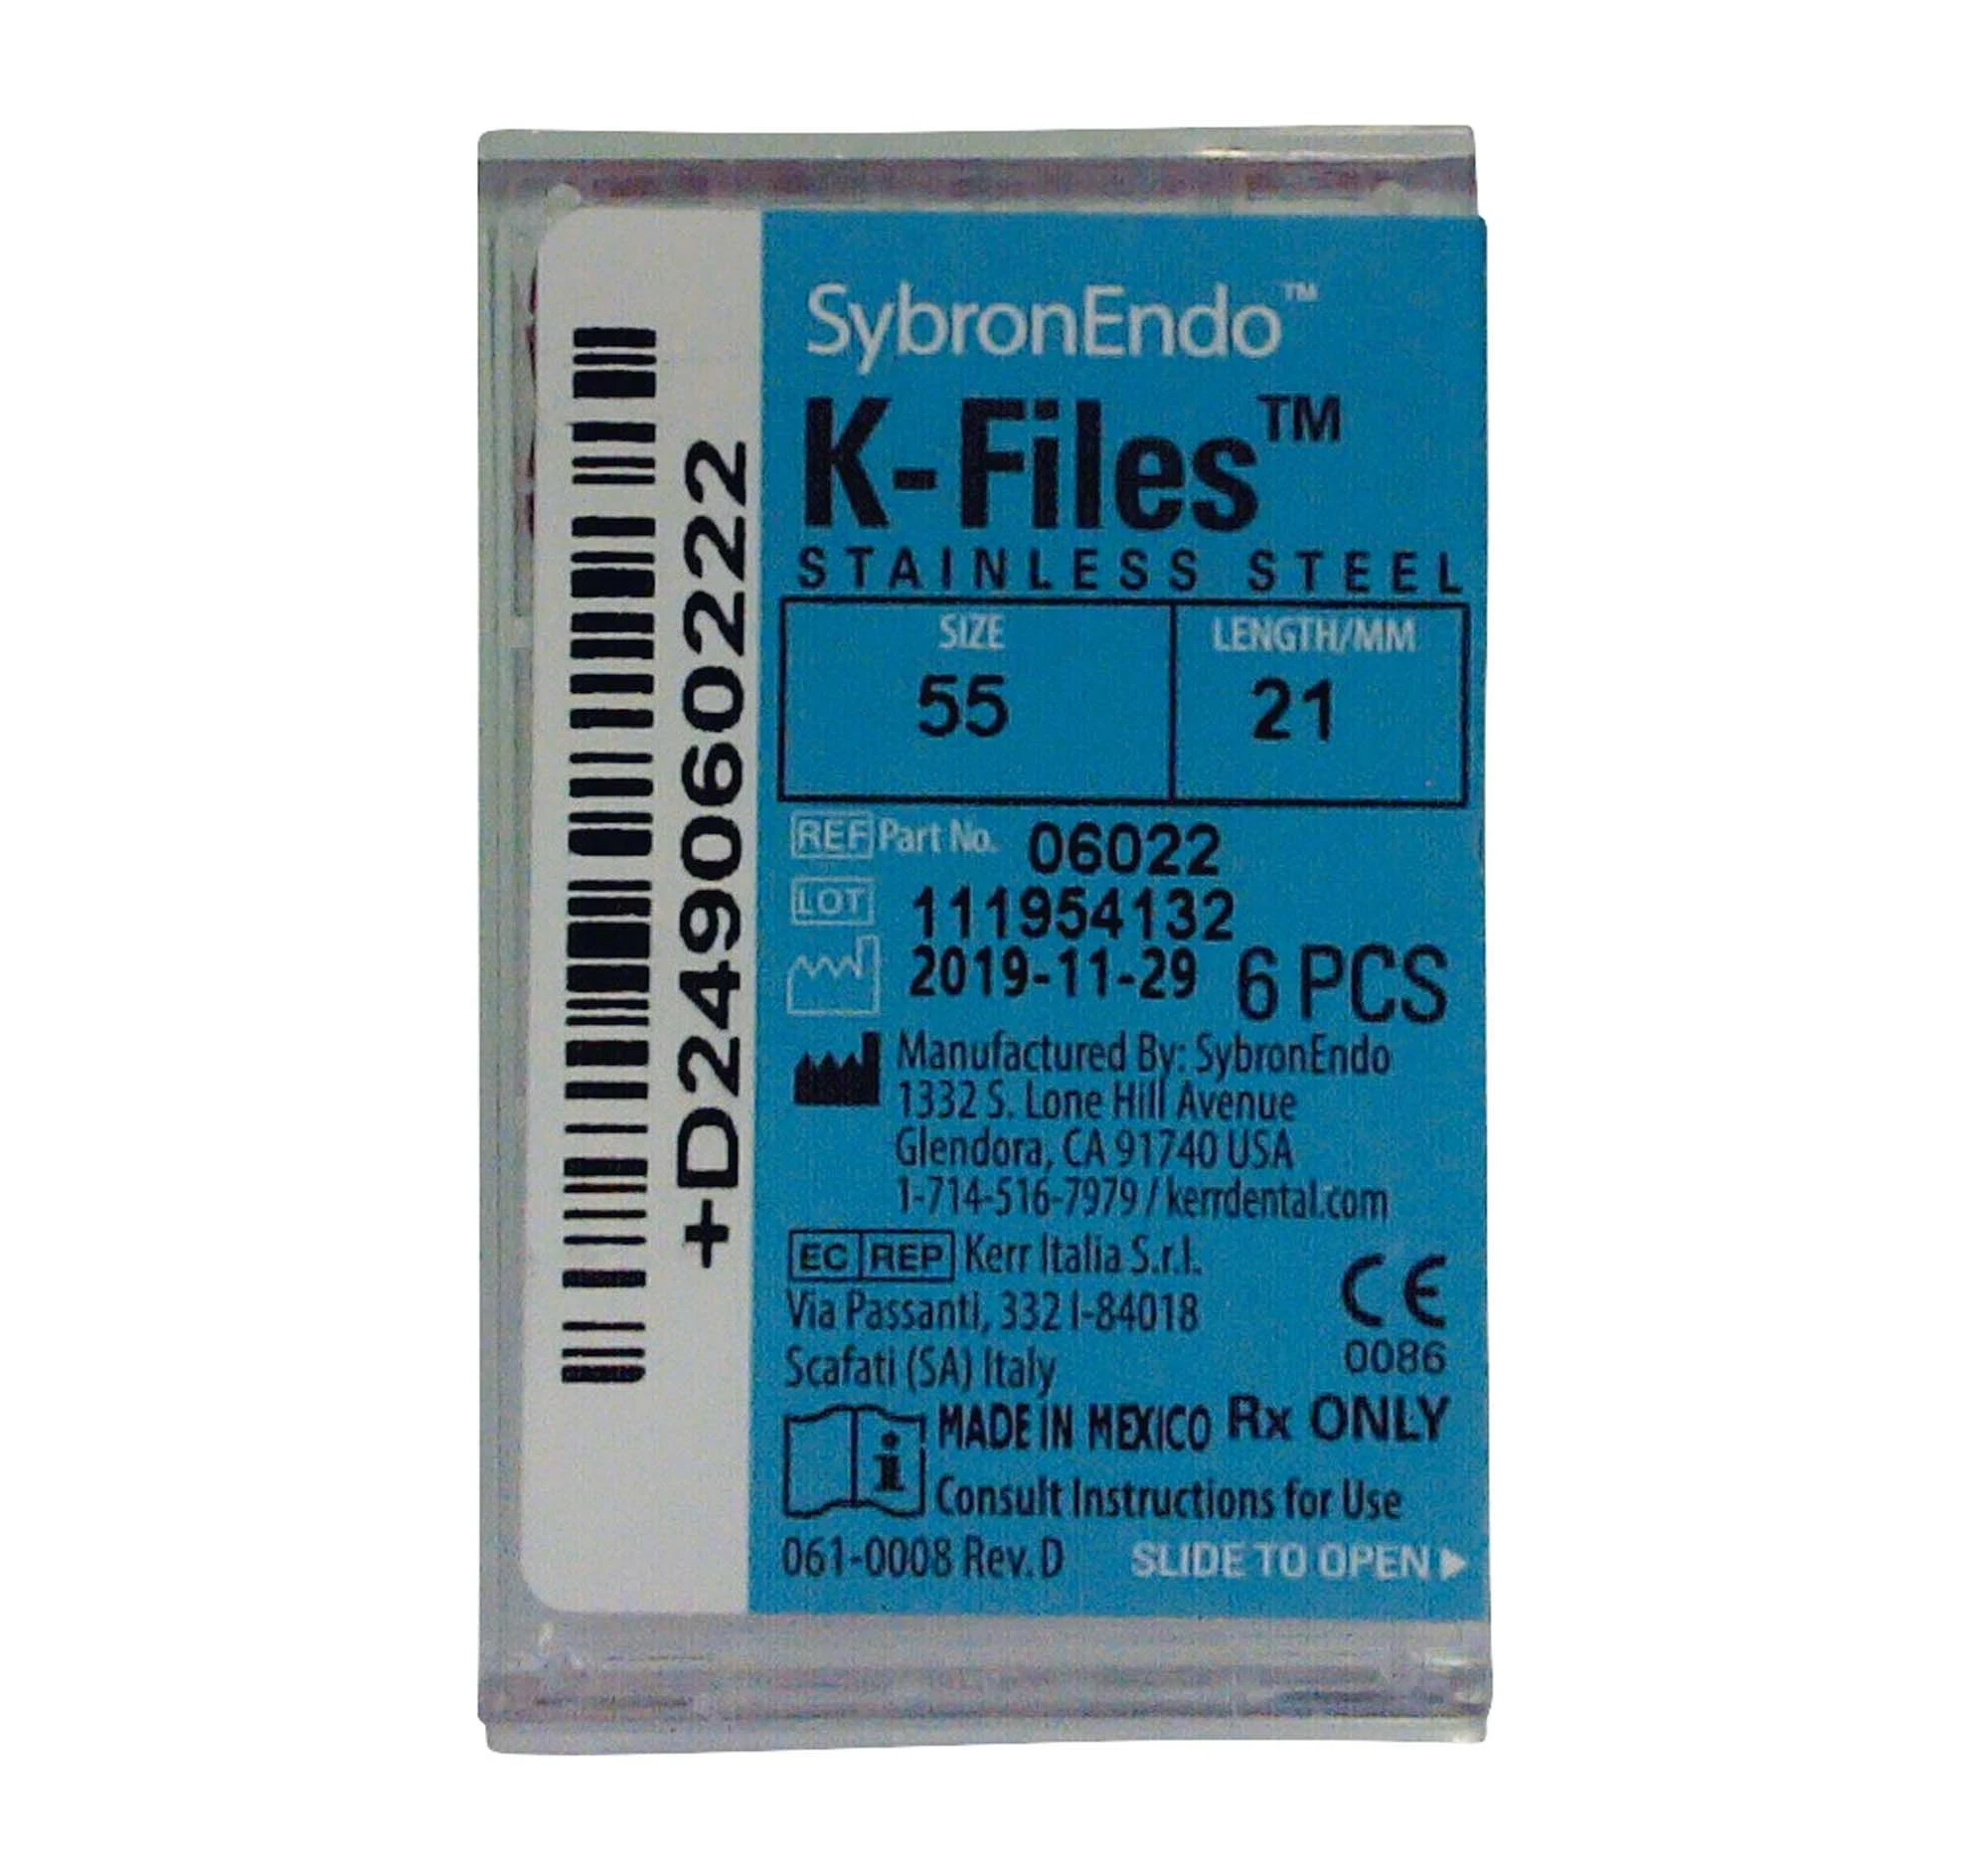 +D249060222
SybronEndo™
K-Files™
STAINLESS STEEL
SIZE LENGTH/MM
55 21
REF Part No. 06022
LOT 111954132
2019-11-29 6 PCS
Manufactured By: SybronEndo
1332 S. Lone Hill Avenue
Glendora, CA 91740 USA
1-714-516-7979 / kerrdental.com
EC REP Kerr Italia S.r.l.
Via Passanti, 332 I-84018
Scafati (SA) Italy
CE
0086
MADE IN MEXICO Rx ONLY
i Consult Instructions for Use
061-0008 Rev. D SLIDE TO OPEN ▶